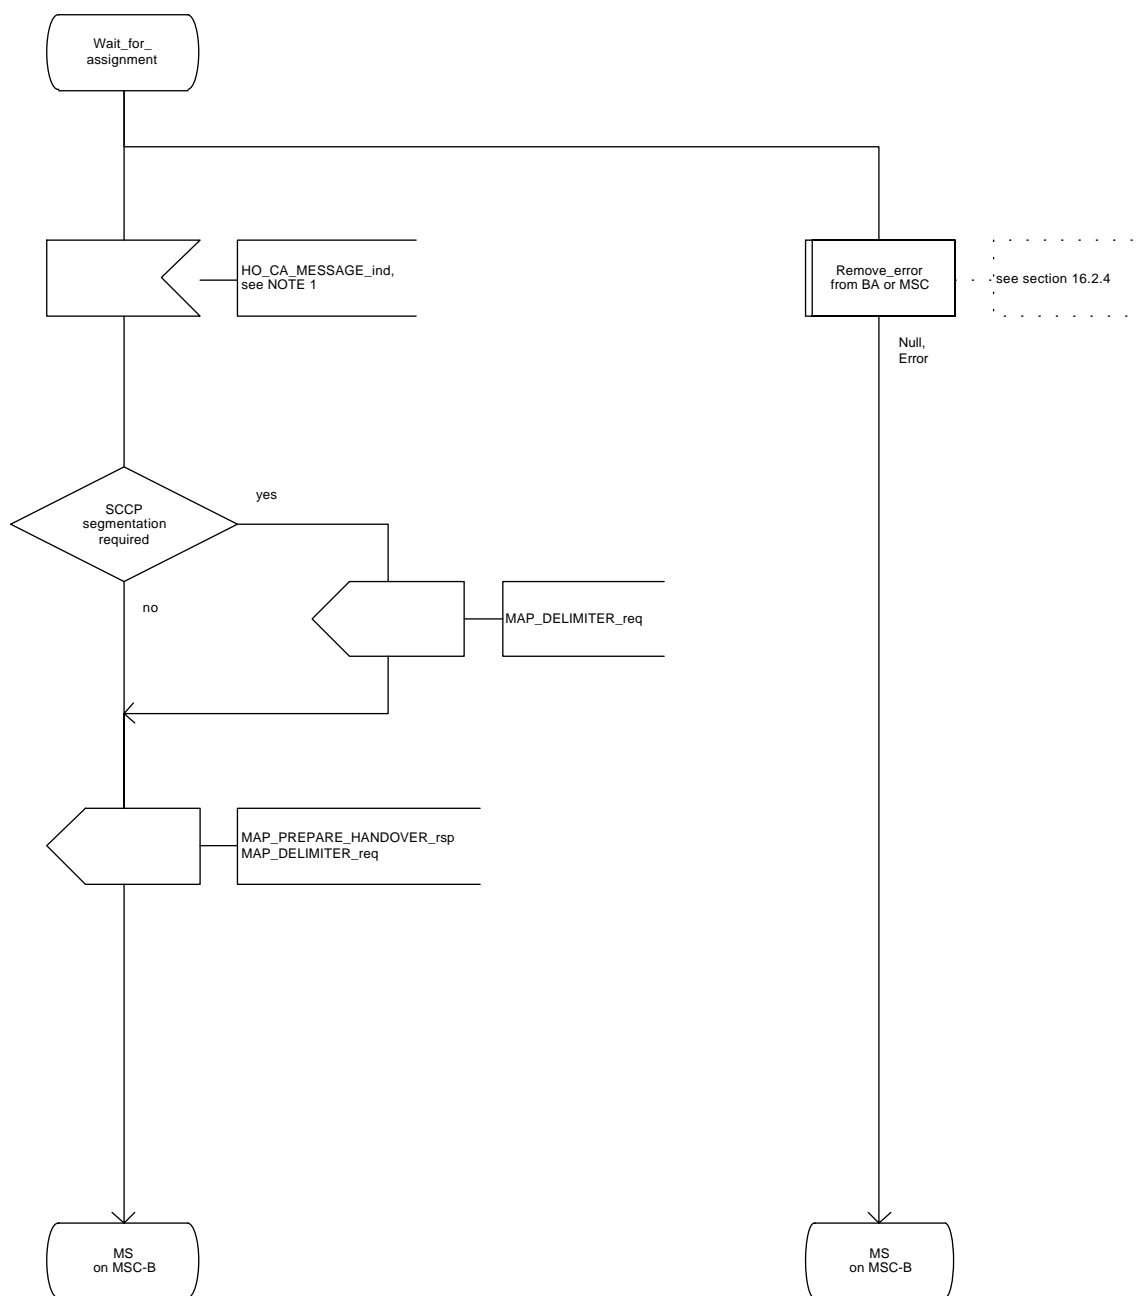 Wait_for_
assignment
HO_CA_MESSAGE_ind,
see NOTE 1
Remove_error
from BA or MSC
see section 16.2.4
Null,
Error
SCCP
segmentation
required
yes
no
MAP_DELIMITER_req
MAP_PREPARE_HANDOVER_rsp
MAP_DELIMITER_req
MS
on MSC-B
MS
on MSC-B